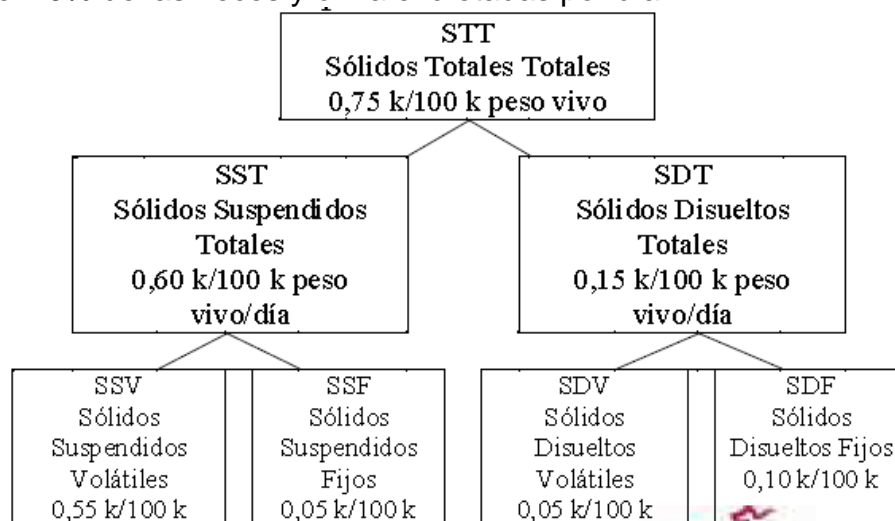 STT
Sólidos Totales Totales
0,75 k/100 k peso vivo
SST
Sólidos Suspendidos
Totales
0,60 k/100 k peso
vivo/día
SDT
Sólidos Disueltos
Totales
0,15 k/100 k peso
vivo/día
SSV
Sólidos
Suspendidos
Volátiles
0,55 k/100 k
SSF
Sólidos
Suspendidos
Fijos
0,05 k/100 k
SDV
Sólidos
Disueltos
Volátiles
0,05 k/100 k
SDF
Sólidos
Disueltos Fijos
0,10 k/100 k